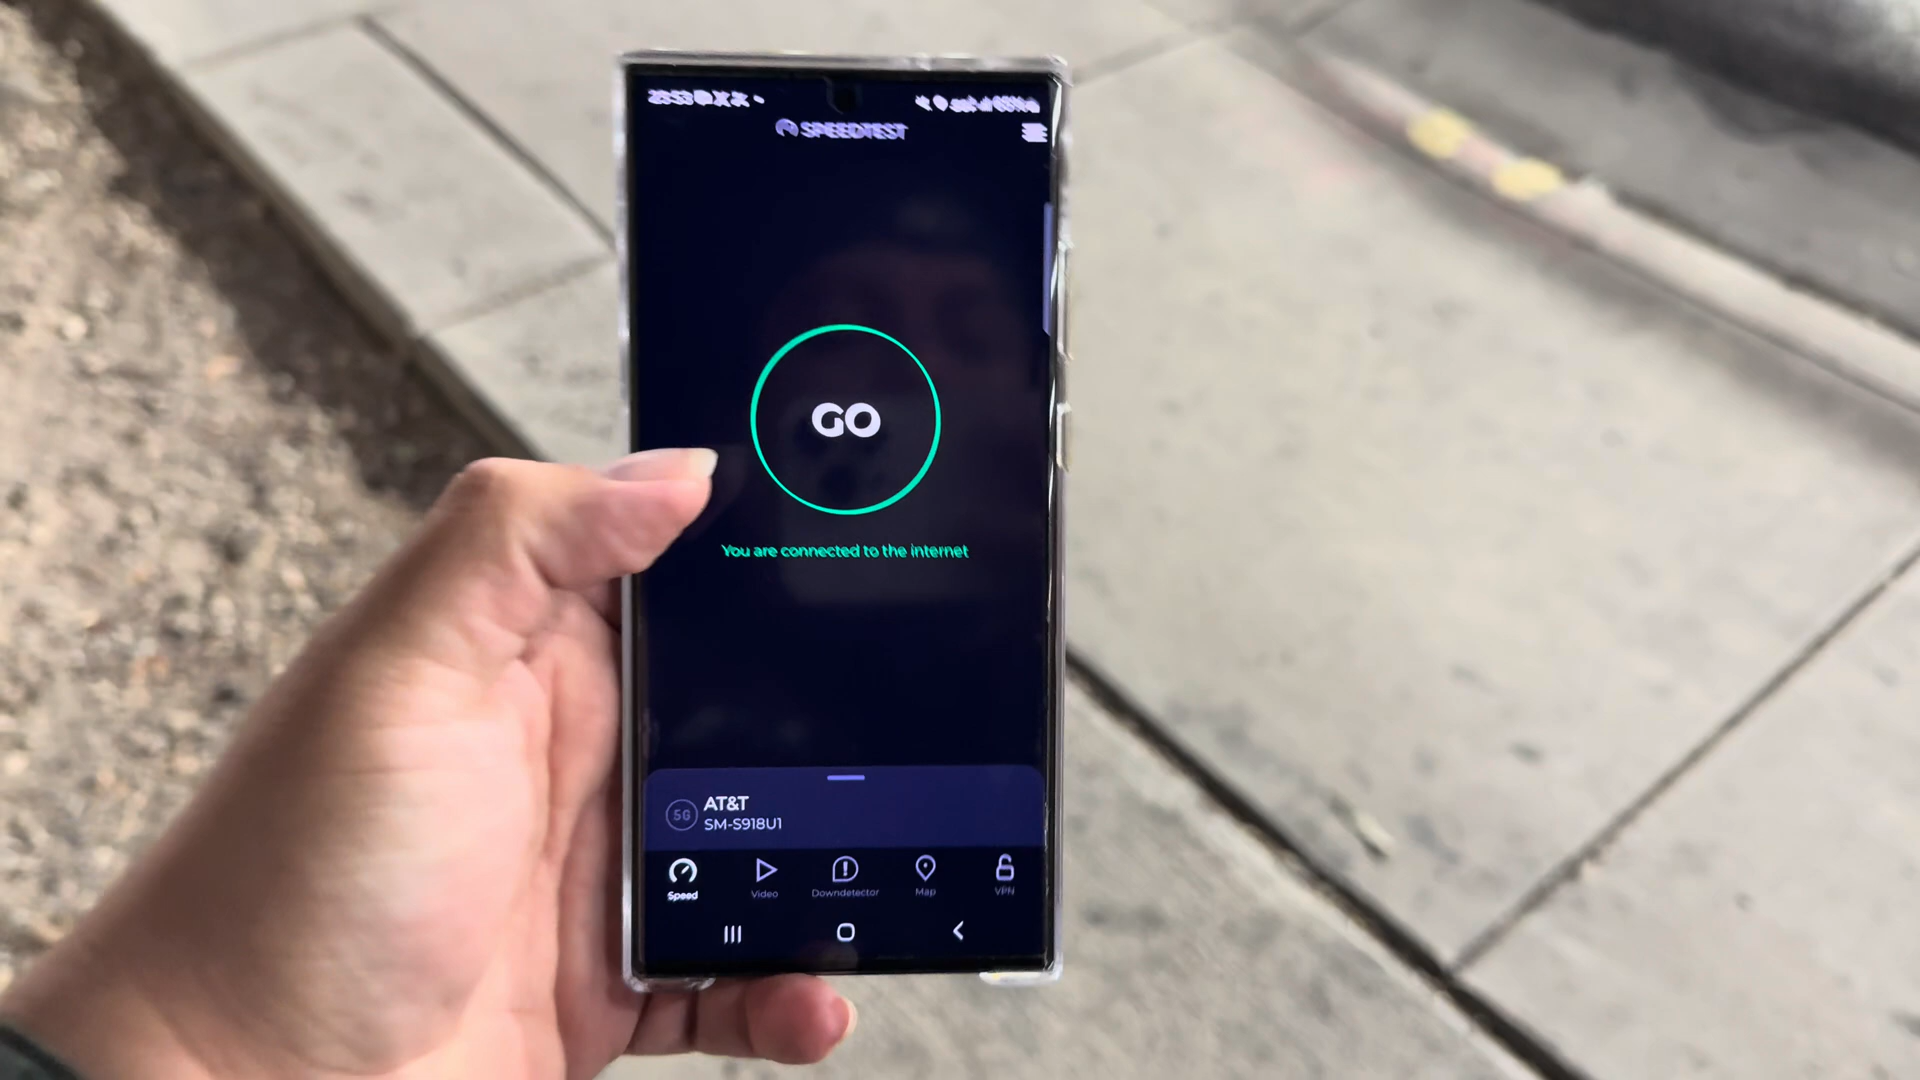 SPEEDTEST
GO
You are connected to the internet
5G
AT&T
SM-S918U1
Speed Video Downdetector Map VPN